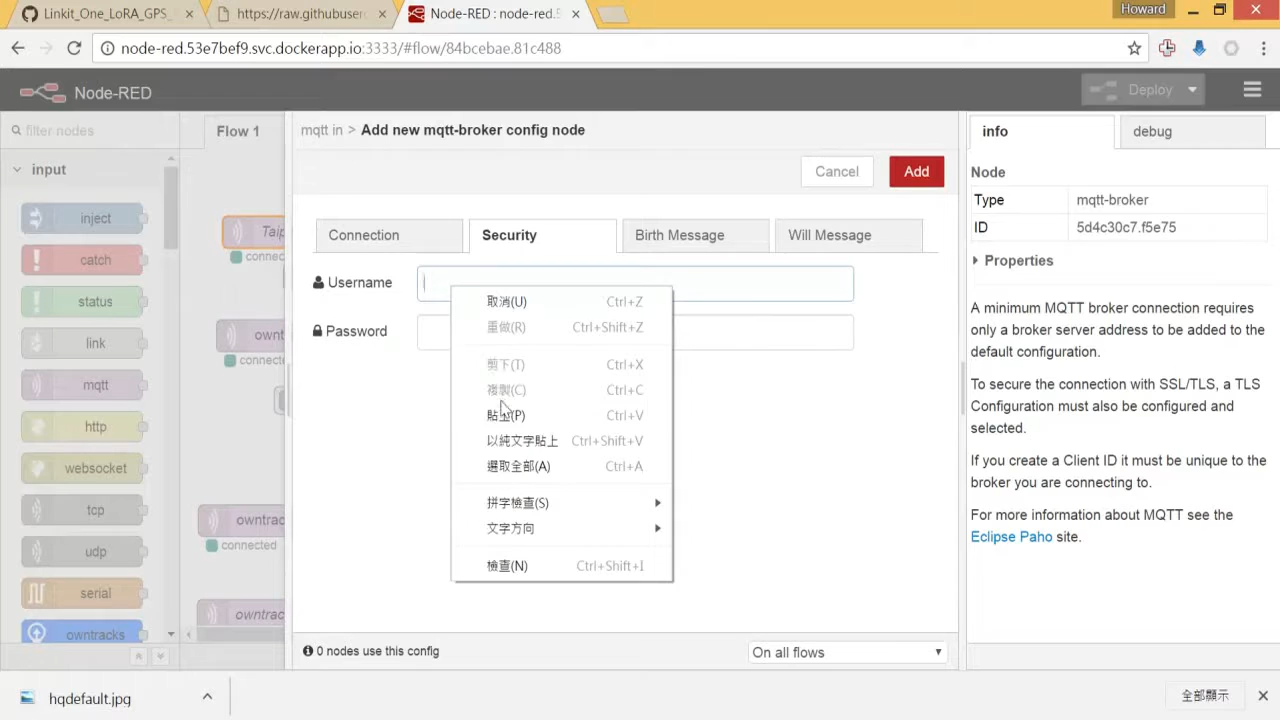 Linkit_One_LoRA_GPS_
https://raw.githubuser
Node-RED : node-red.5
Howard
node-red.53e7bef9.svc.dockerapp.io:3333/#flow/84bcebae.81c488
Node-RED
Deploy
filter nodes
Flow 1
input
inject
catch
status
link
mqtt
http
websocket
tcp
udp
serial
owntracks
Taip
connec
ownt
connected
owntrack
connected
owntrack
mqtt in > Add new mqtt-broker config node
Cancel
Add
Connection
Security
Birth Message
Will Message
Username
Password
取消(U) Ctrl+Z
重做(R) Ctrl+Shift+Z
剪下(T) Ctrl+X
複製(C) Ctrl+C
貼上(P) Ctrl+V
以純文字貼上 Ctrl+Shift+V
選取全部(A) Ctrl+A
拼字檢查(S)
文字方向
檢查(N) Ctrl+Shift+I
0 nodes use this config
On all flows
info
debug
Node
Type mqtt-broker
ID 5d4c30c7.f5e75
Properties
A minimum MQTT broker connection requires
only a broker server address to be added to the
default configuration.
To secure the connection with SSL/TLS, a TLS
Configuration must also be configured and
selected.
If you create a Client ID it must be unique to the
broker you are connecting to.
For more information about MQTT see the
Eclipse Paho site.
hqdefault.jpg
全部顯示